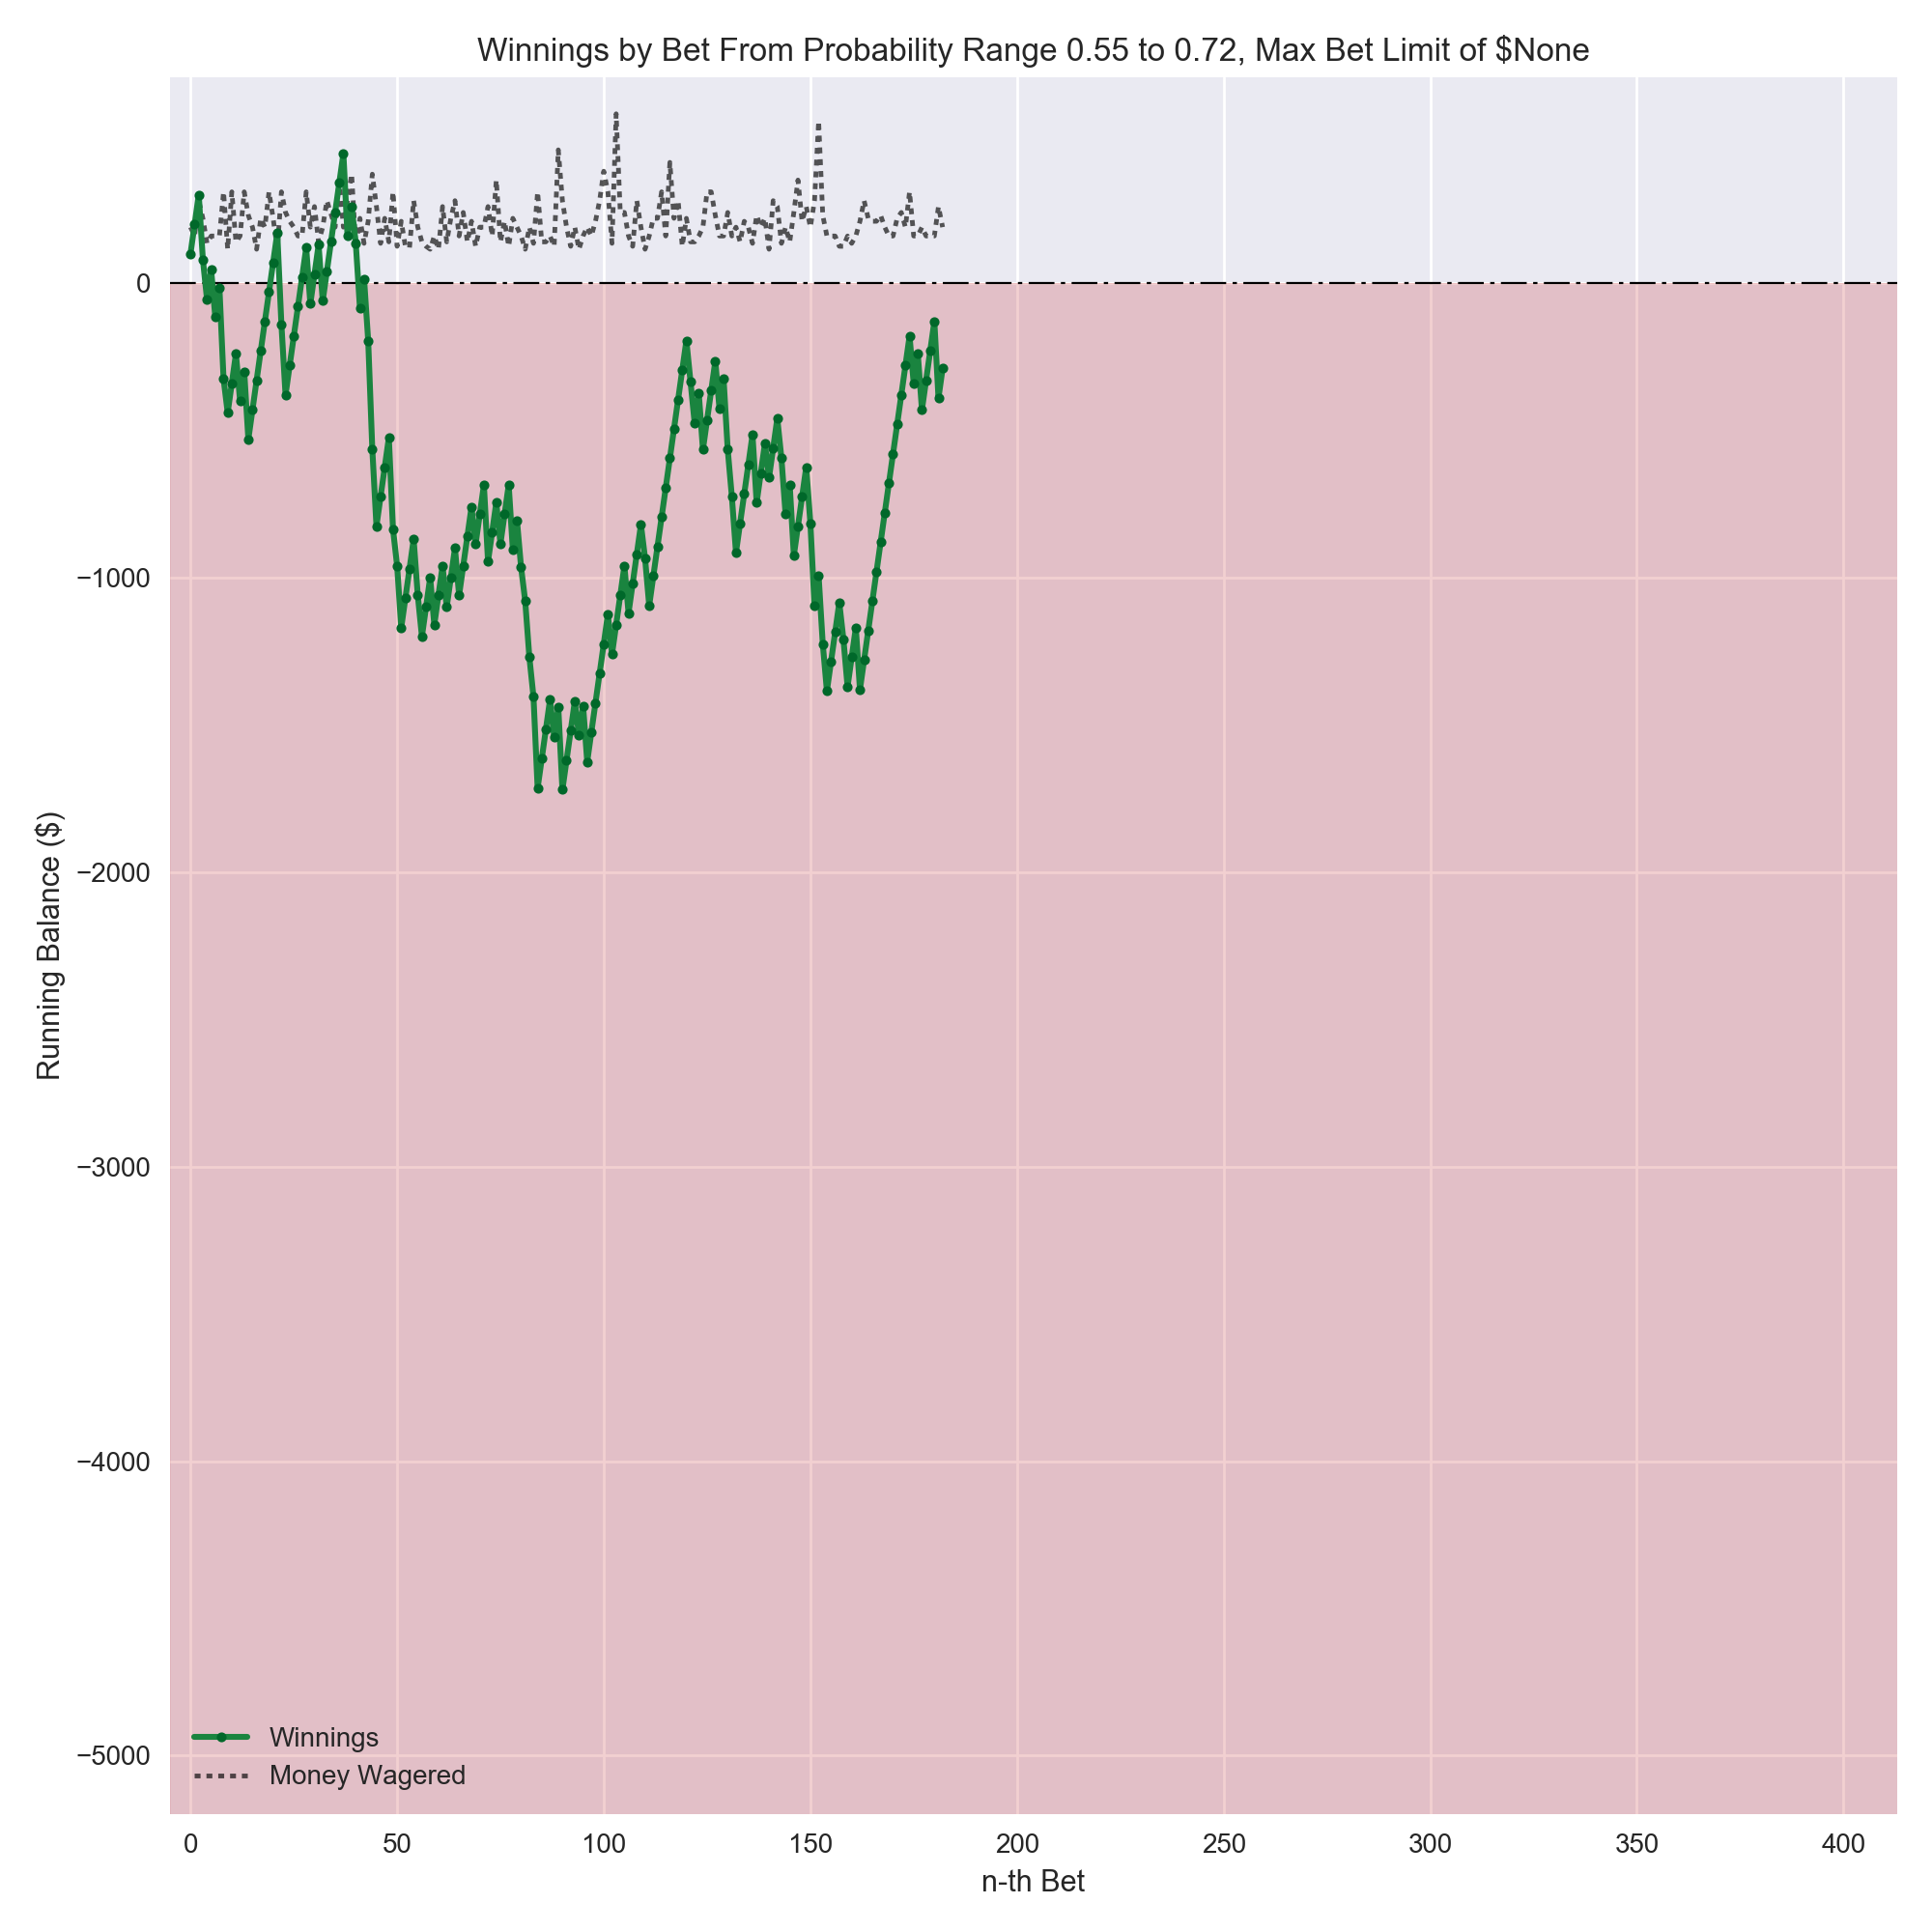 Winnings by Bet From Probability Range 0.55 to 0.72, Max Bet Limit of $None
Running Balance ($)
0
−1000
−2000
−3000
−4000
−5000
Winnings
Money Wagered
0 50 100 150 200 250 300 350 400
n-th Bet